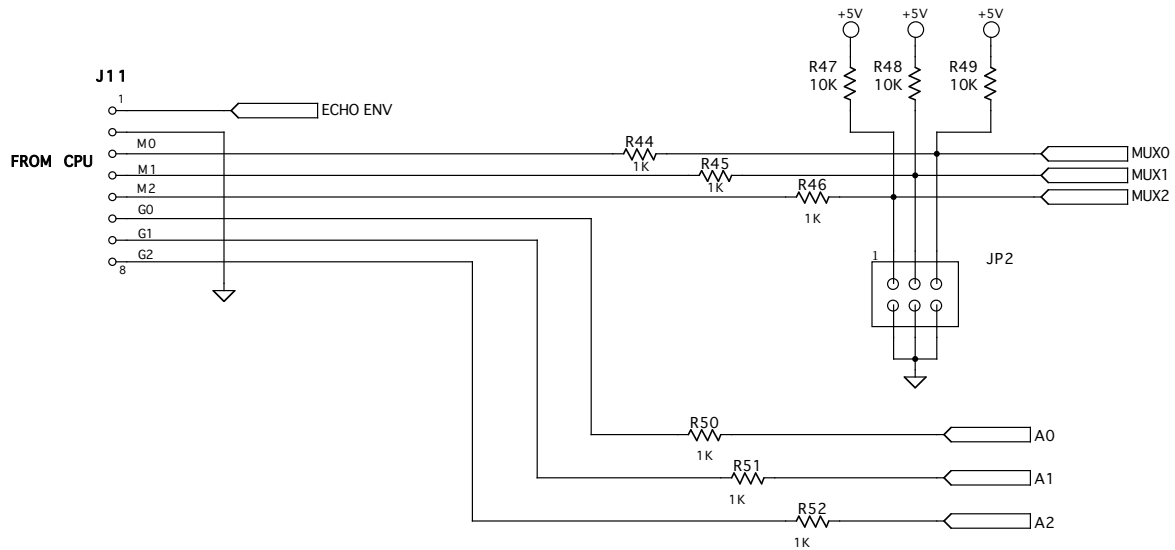 +5V +5V +5V
R47 R48 R49
10K 10K 10K
J11
1
ECHO ENV
FROM CPU
M0
R44
1K
MUX0
M1
R45
1K
MUX1
M2
R46
1K
MUX2
G0
G1
G2
8
1
JP2
R50
1K
A0
R51
1K
A1
R52
1K
A2